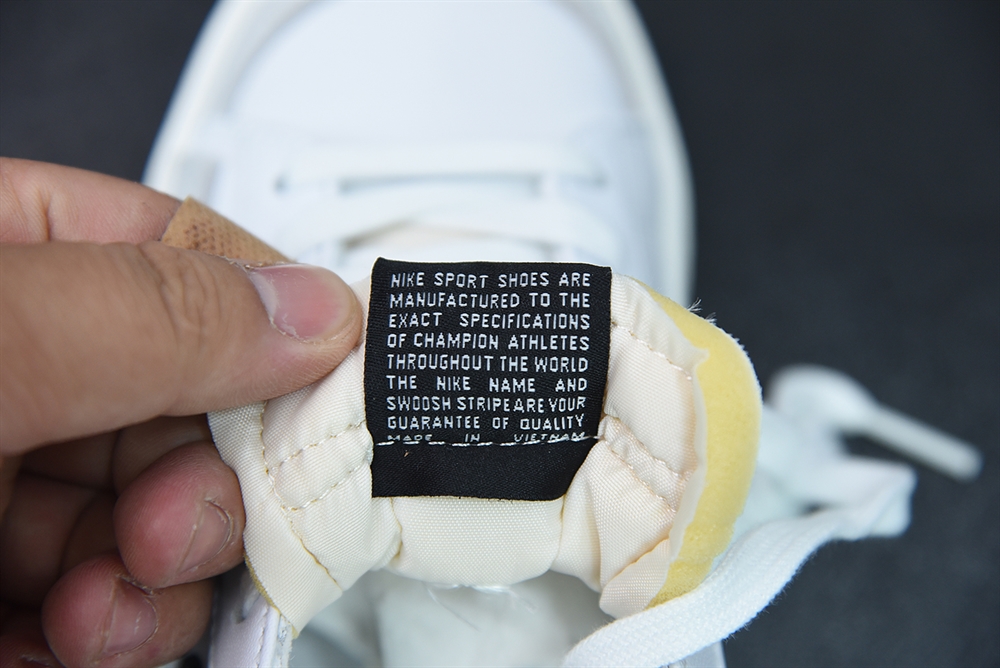 NIKE SPORT SHOES ARE
MANUFACTURED TO THE
EXACT SPECIFICATIONS
OF CHAMPION ATHLETES
THROUGHOUT THE WORLD
THE NIKE NAME AND
SWOOSH STRIPE ARE YOUR
GUARANTEE OF QUALITY
MADE IN VIETNAM